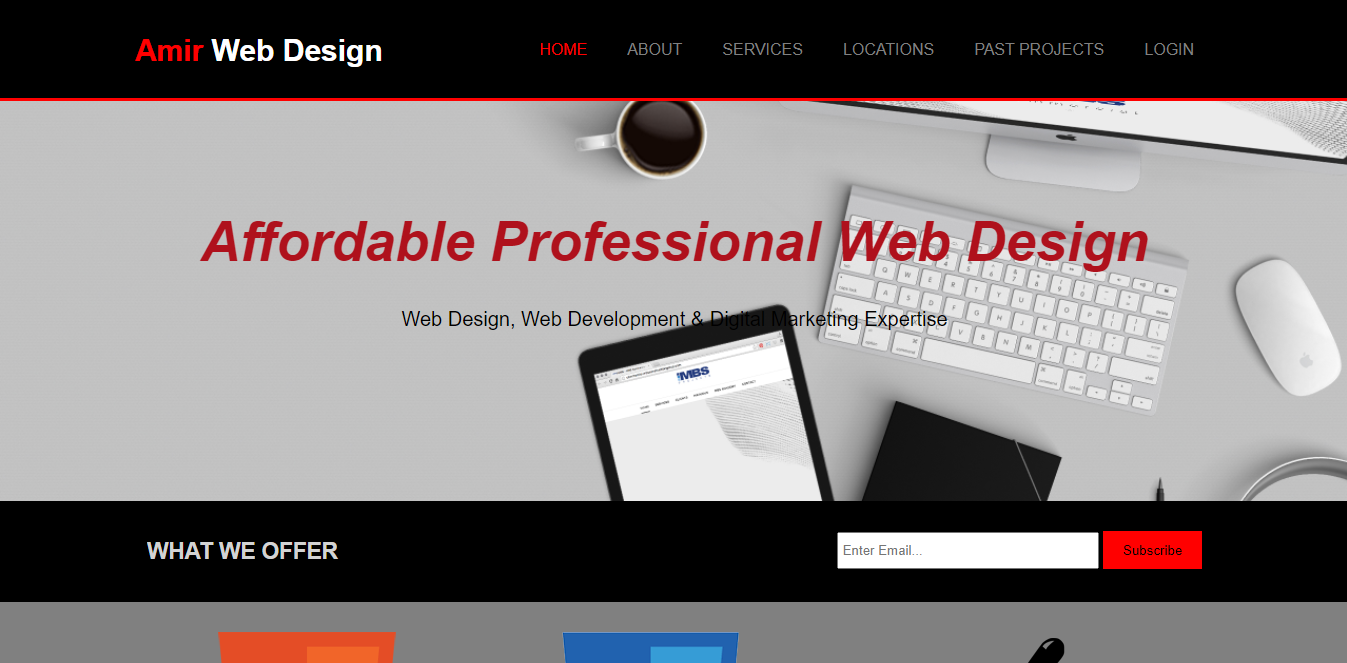 Amir Web Design
HOME ABOUT SERVICES LOCATIONS PAST PROJECTS LOGIN
Affordable Professional Web Design
Web Design, Web Development & Digital Marketing Expertise
MBS
WHAT WE OFFER
Enter Email...
Subscribe